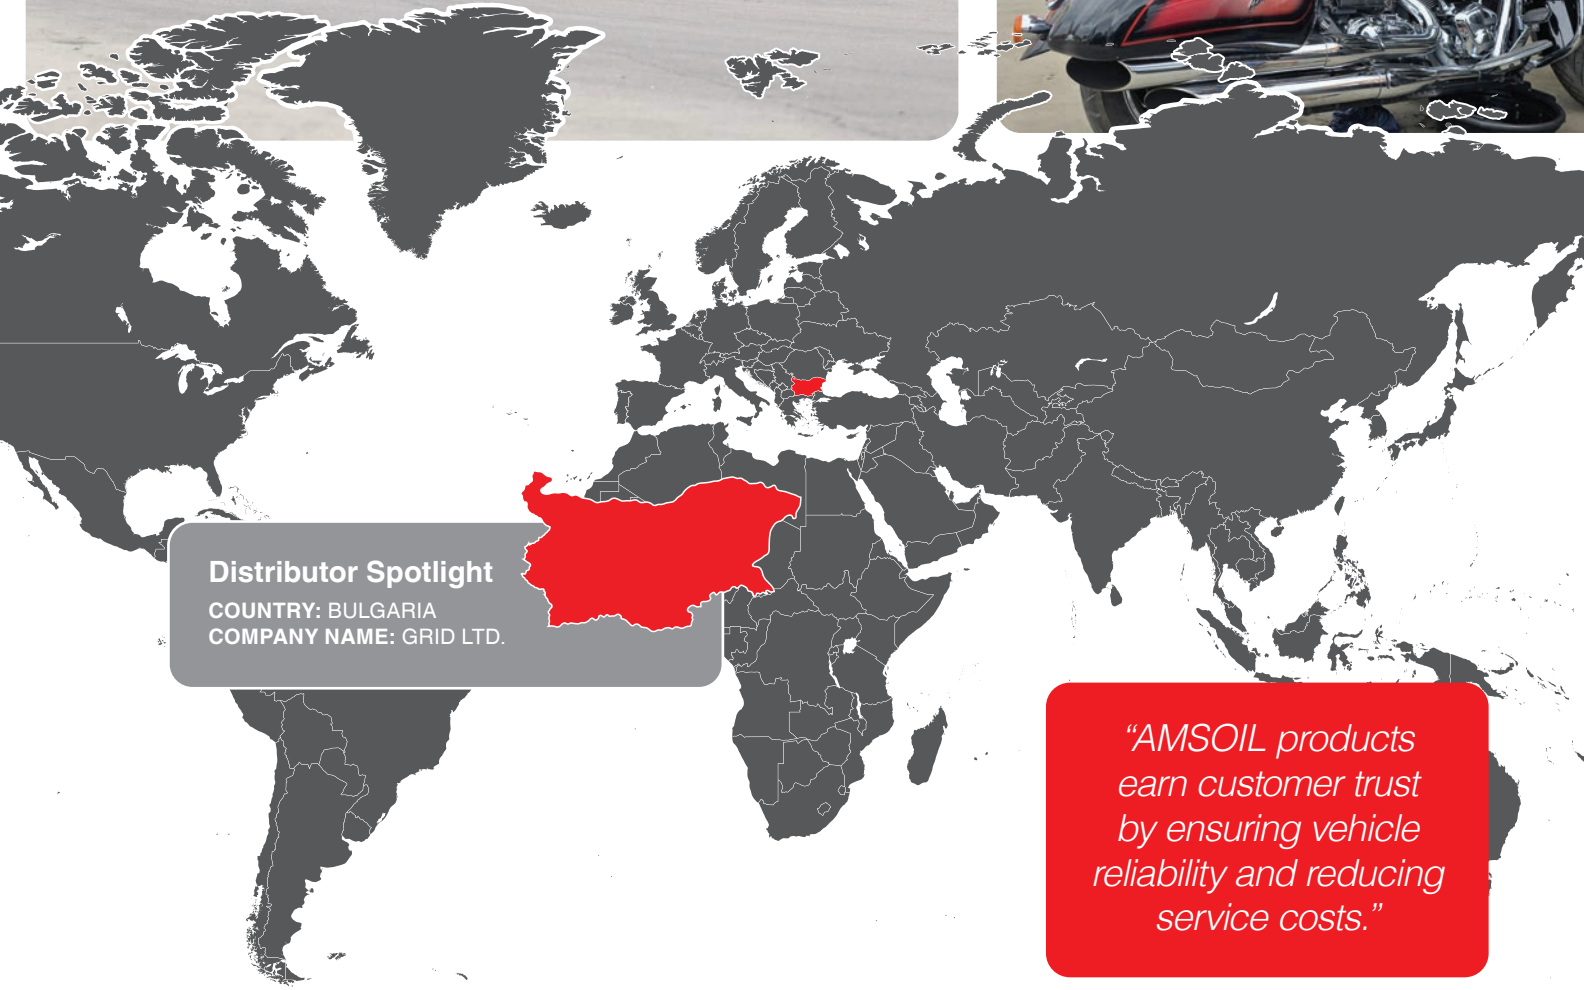 Distributor Spotlight
COUNTRY: BULGARIA
COMPANY NAME: GRID LTD.
“AMSOIL products
earn customer trust
by ensuring vehicle
reliability and reducing
service costs.”